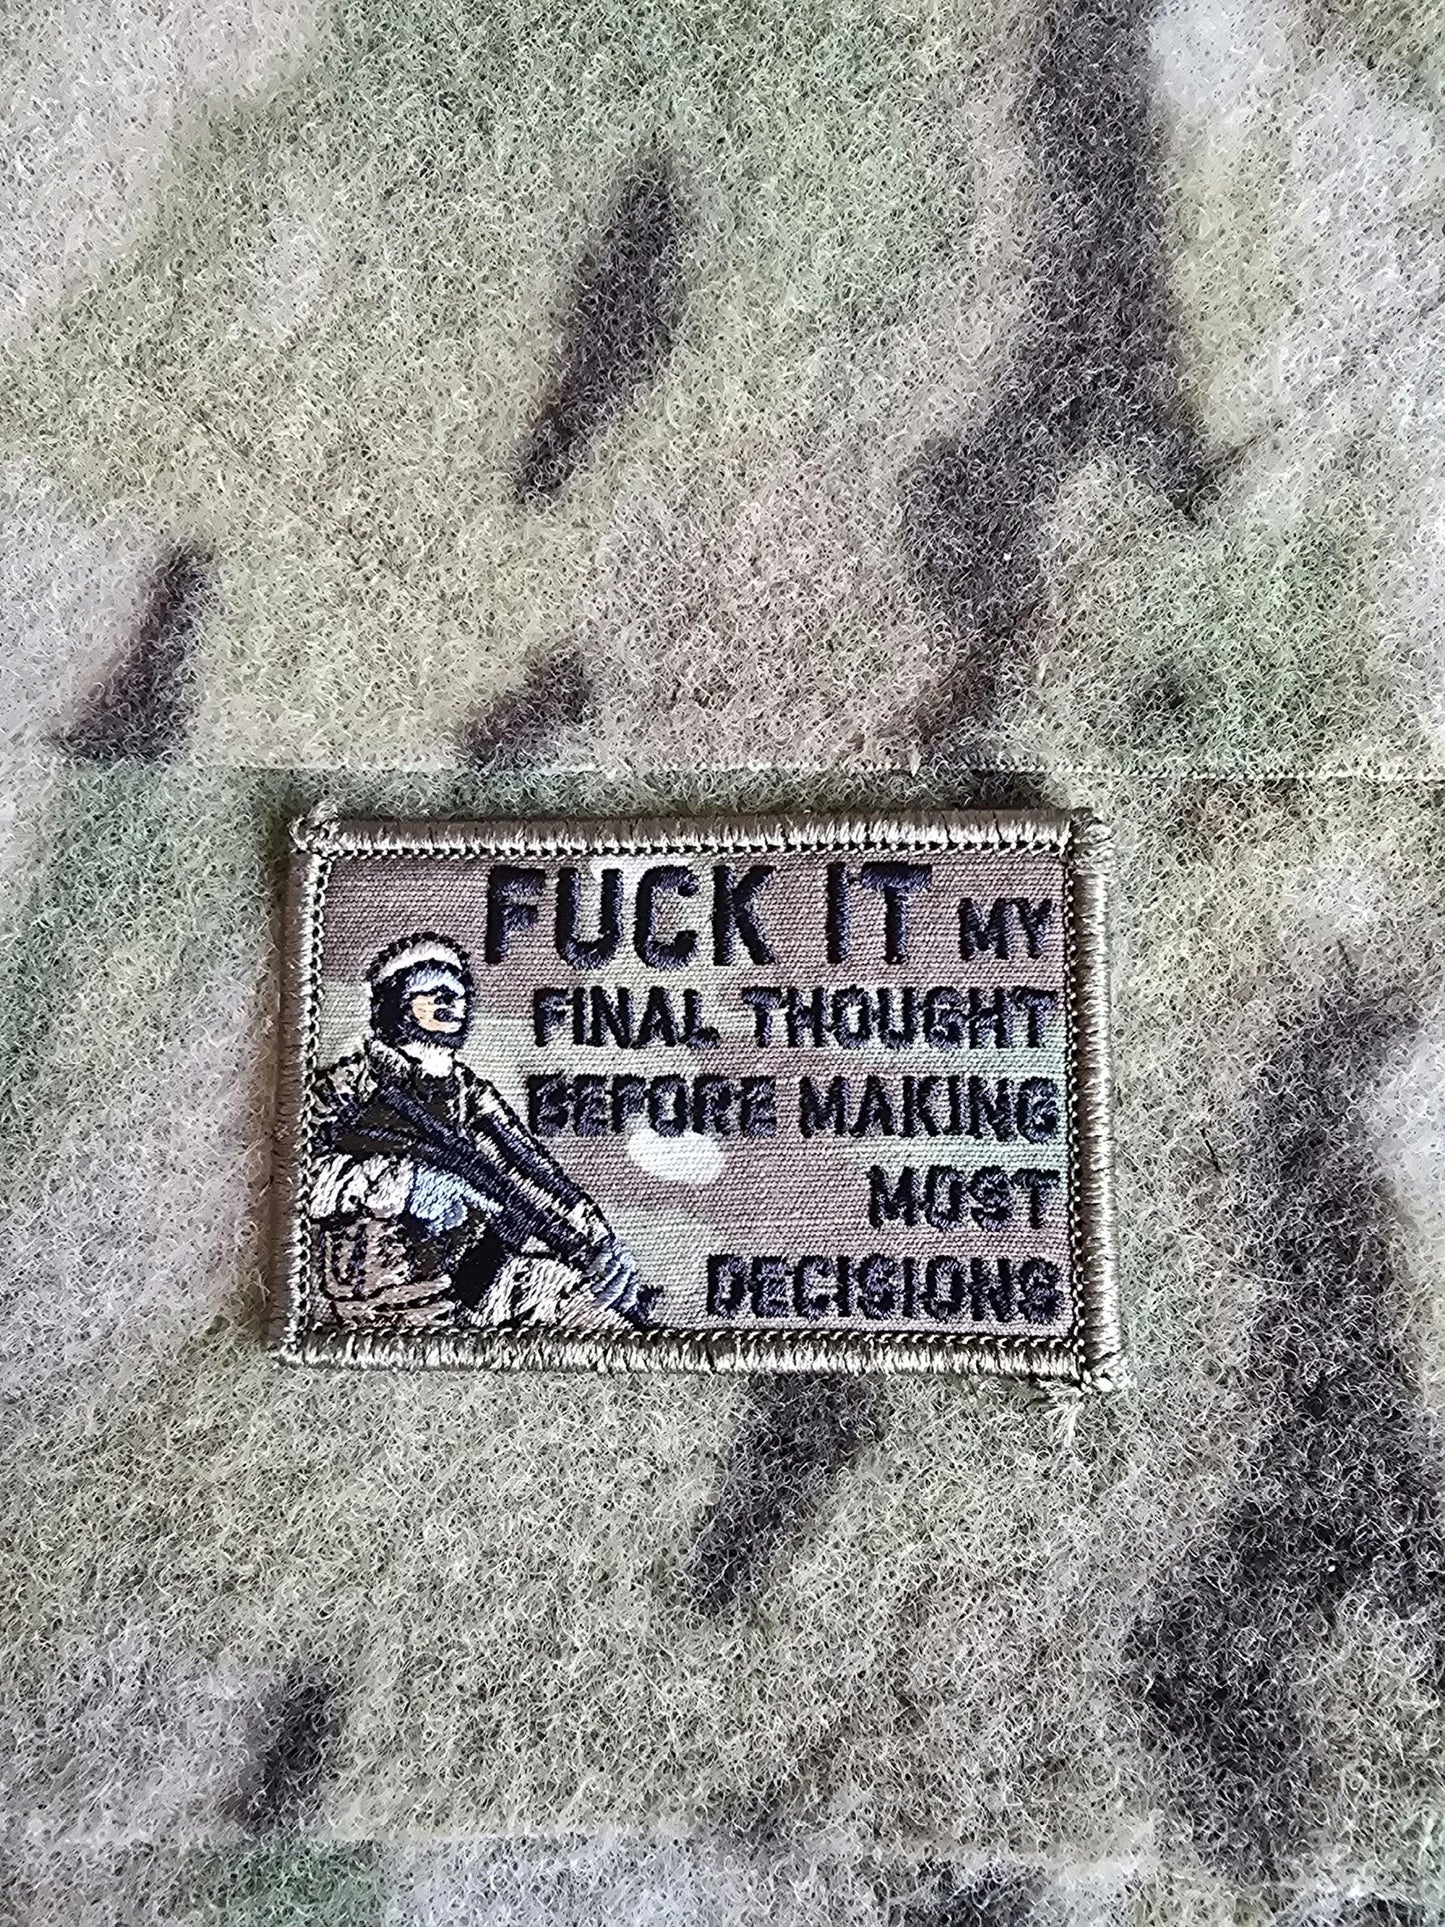 FUCK IT MY
FINAL THOUGHT
BEFORE MAKING
MOST
DECISIONS